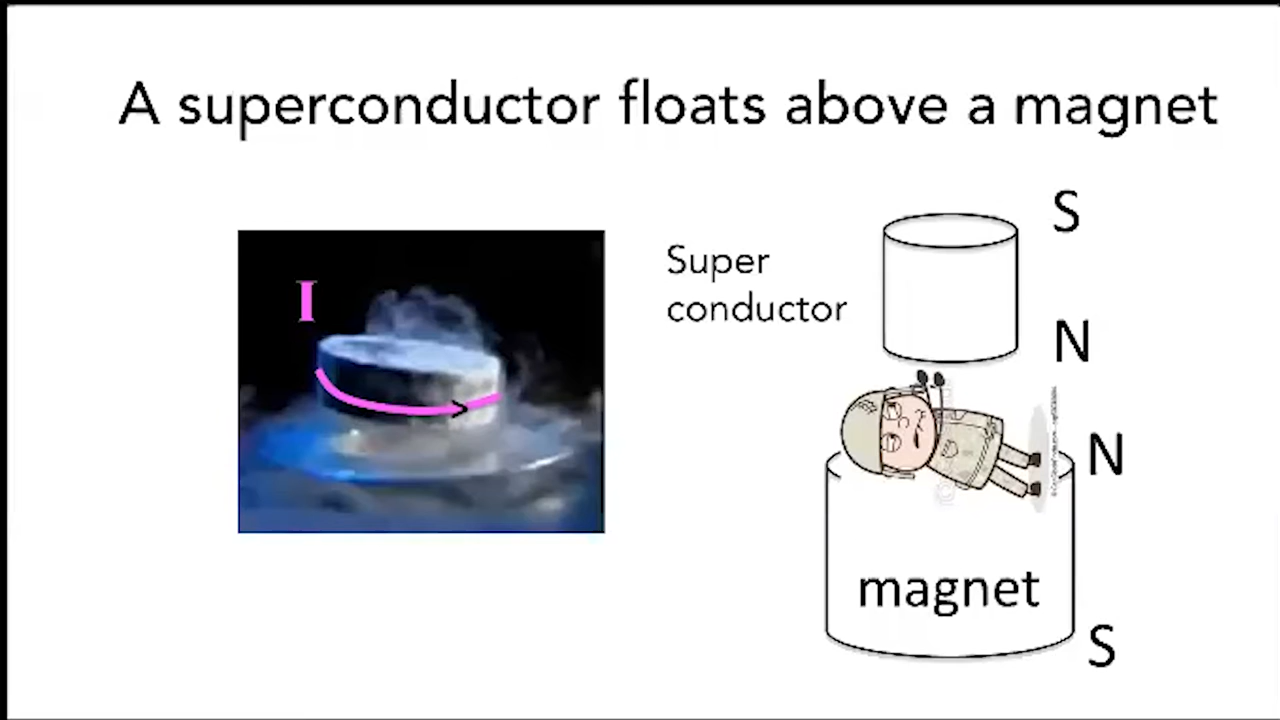 A superconductor floats above a magnet
I
Super
conductor
S
N
N
magnet
S